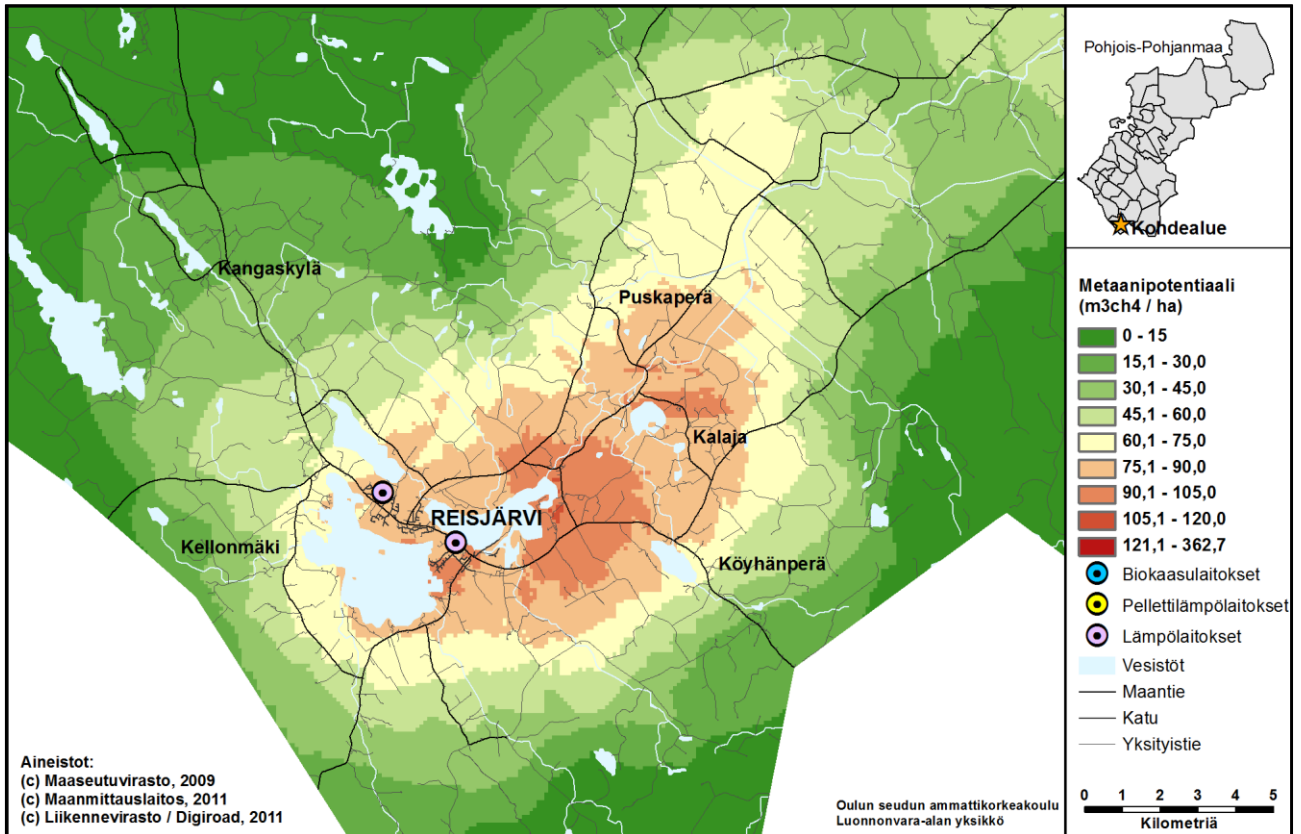 Kangaskylä
Puskaperä
Kalaja
REISJÄRVI
Kellonmäki
Köyhänperä
Aineistot:
(c) Maaseutuvirasto, 2009
(c) Maanmittauslaitos, 2011
(c) Liikennevirasto / Digiroad, 2011
Oulun seudun ammattikorkeakoulu
Luonnonvara-alan yksikkö
Pohjois-Pohjanmaa
Kohdealue
Metaanipotentiaali
(m3ch4 / ha)
0 - 15
15,1 - 30,0
30,1 - 45,0
45,1 - 60,0
60,1 - 75,0
75,1 - 90,0
90,1 - 105,0
105,1 - 120,0
121,1 - 362,7
Biokaasulaitokset
Pellettilämpölaitokset
Lämpölaitokset
Vesistöt
Maantie
Katu
Yksityistie
0 1 2 3 4 5
Kilometriä